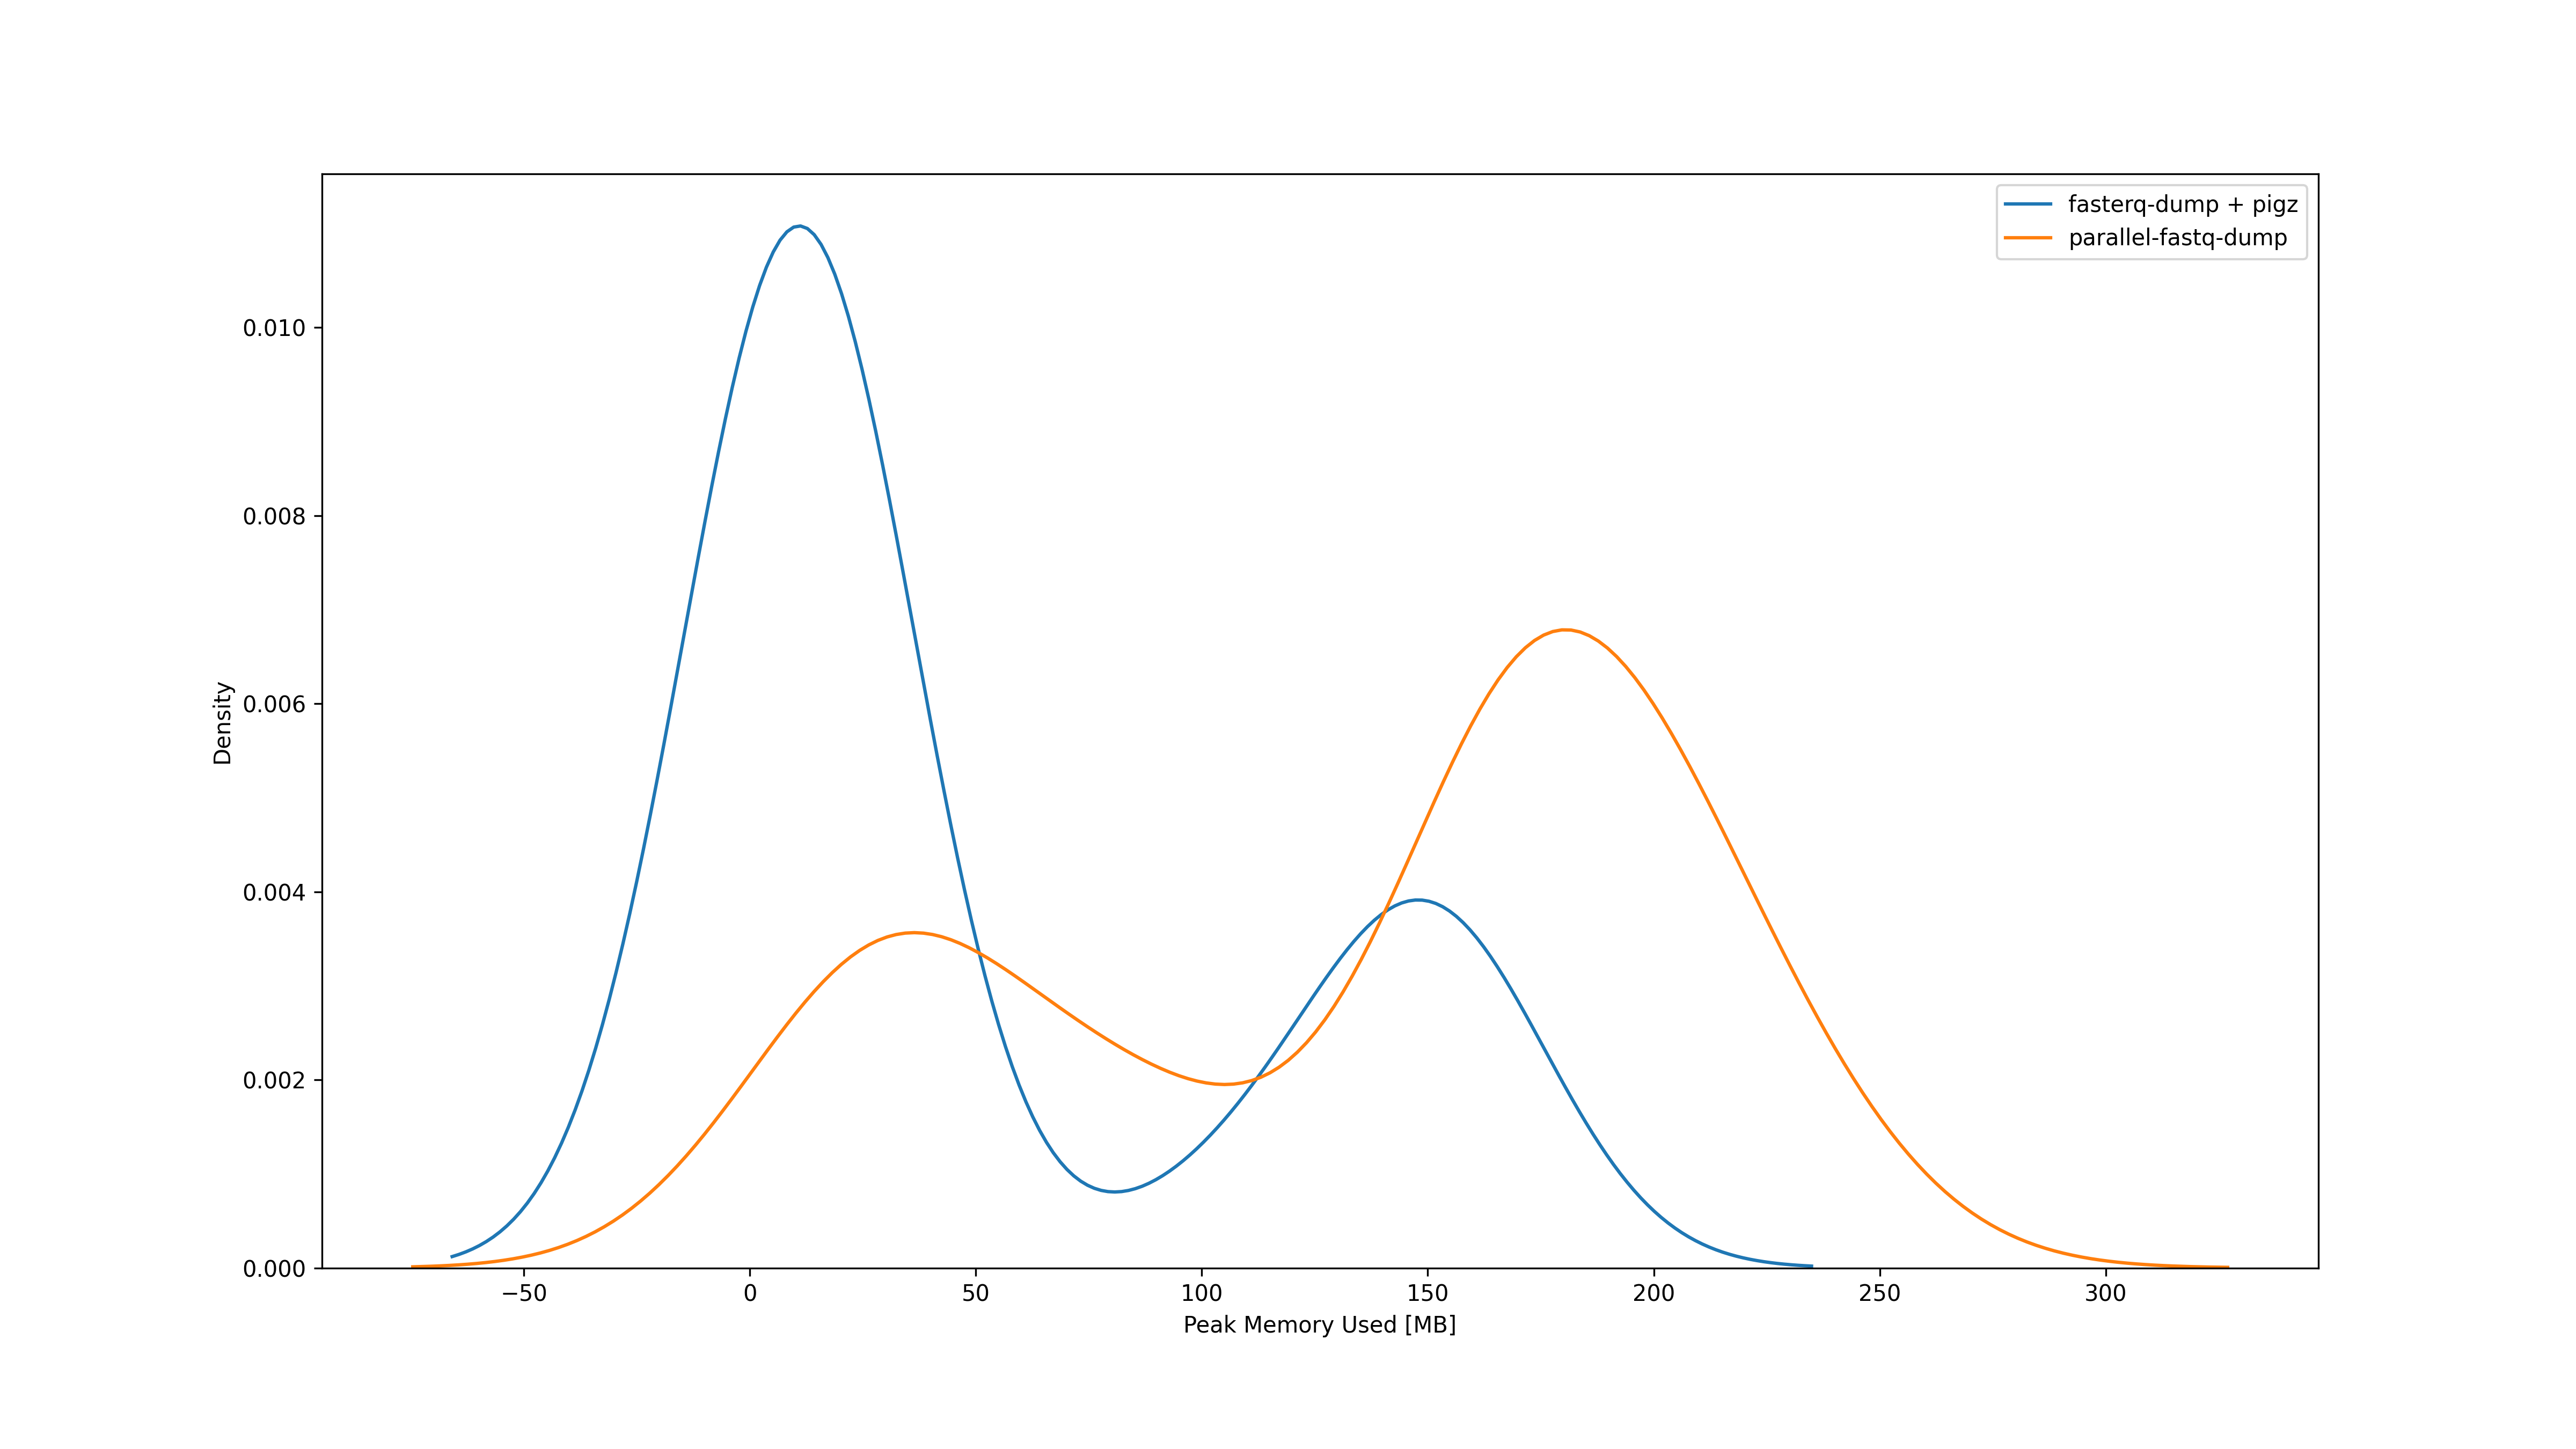 fasterq-dump + pigz
parallel-fastq-dump
0.010
0.008
0.006
0.004
0.002
0.000
Density
−50 0 50 100 150 200 250 300
Peak Memory Used [MB]